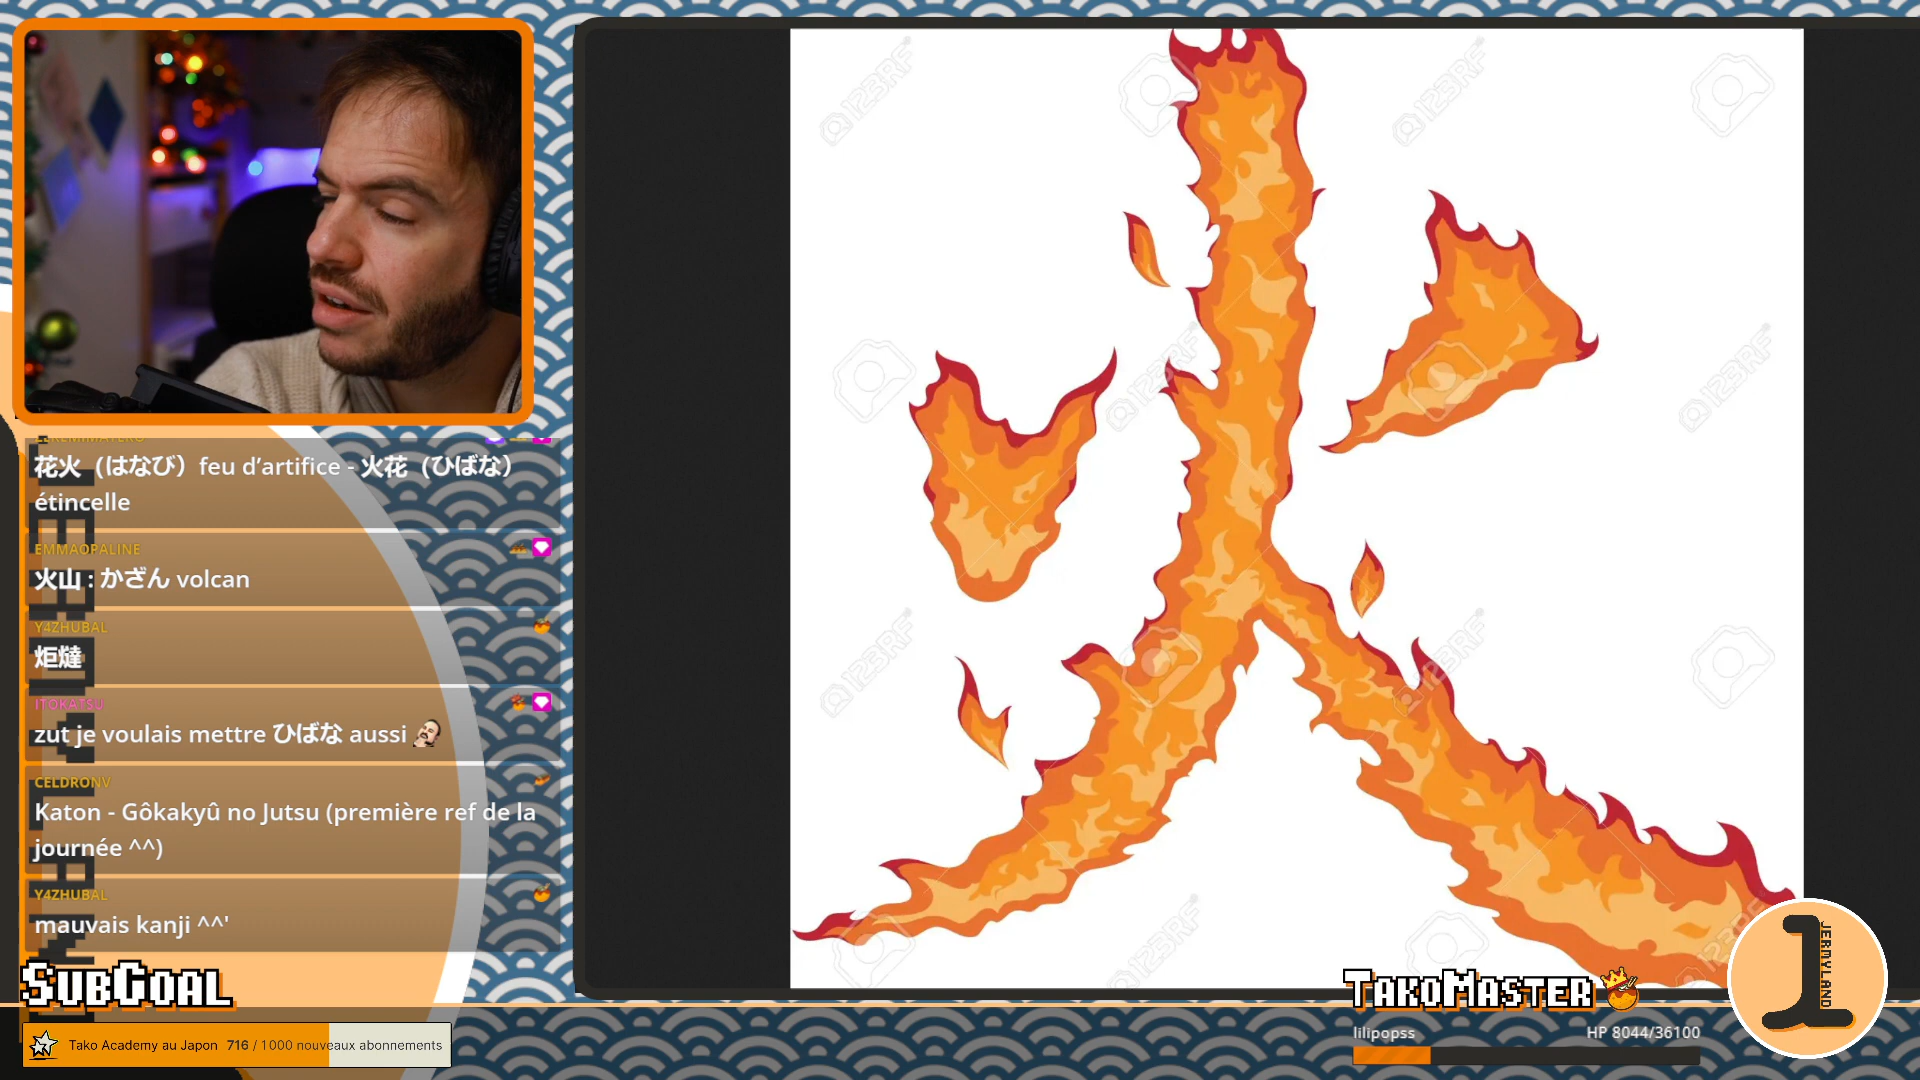 花火（はなび）feu d’artifice - 火花（ひばな）
étincelle
EMMAOPALINE
火山 : かざん volcan
Y4ZHUBAL
炬燵
ITOKATSU
zut je voulais mettre ひばな aussi
CELDRONV
Katon - Gôkakyû no Jutsu (première ref de la
journée ^^)
Y4ZHUBAL
mauvais kanji ^^'
SUBGOAL
Tako Academy au Japon 716 / 1000 nouveaux abonnements
火
123RF
TAKOMASTER
lilipopss HP 8044/36100
JERMYLAND